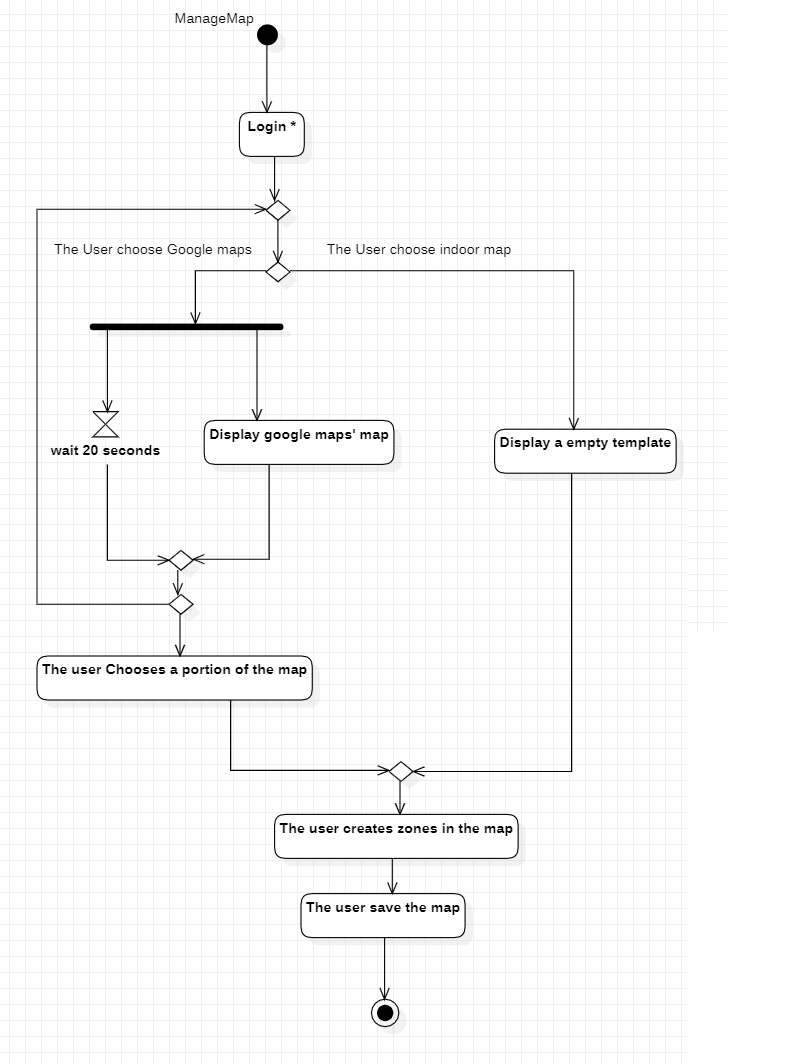 ManageMap
Login *
The User choose Google maps
The User choose indoor map
Display google maps' map
Display a empty template
wait 20 seconds
The user Chooses a portion of the map
The user creates zones in the map
The user save the map